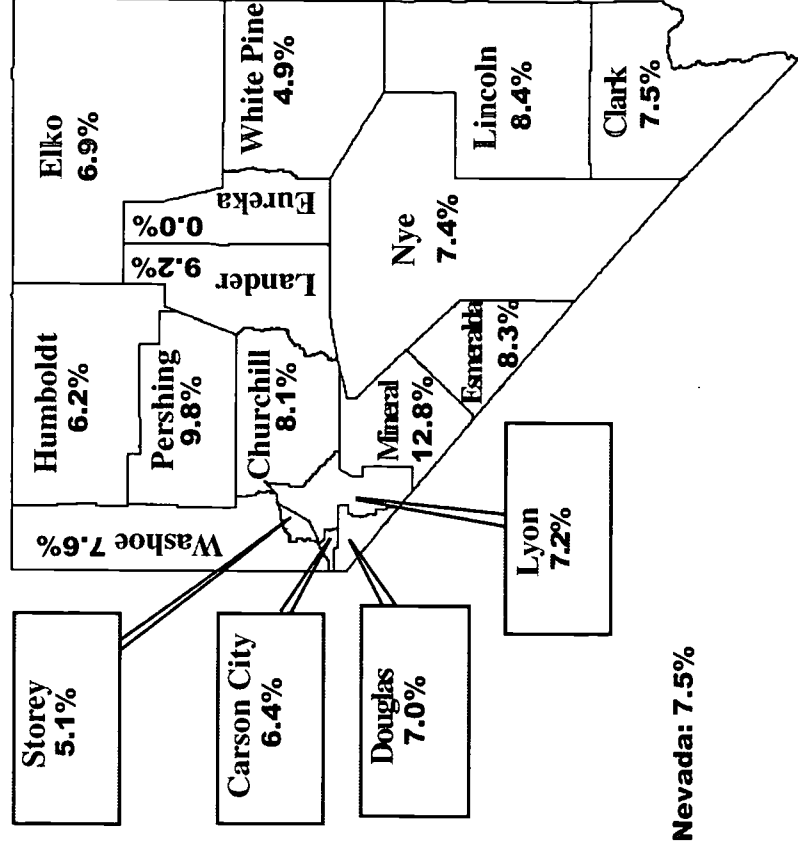 Elko
6.9%
White Pine
4.9%
Eureka
0.0%
Lander
9.2%
Humboldt
6.2%
Pershing
9.8%
Churchill
8.1%
Washoe 7.6%
Nye
7.4%
Lincoln
8.4%
Clark
7.5%
Esmeralda
8.3%
Mineral
12.8%
Storey
5.1%
Carson City
6.4%
Douglas
7.0%
Lyon
7.2%
Nevada: 7.5%